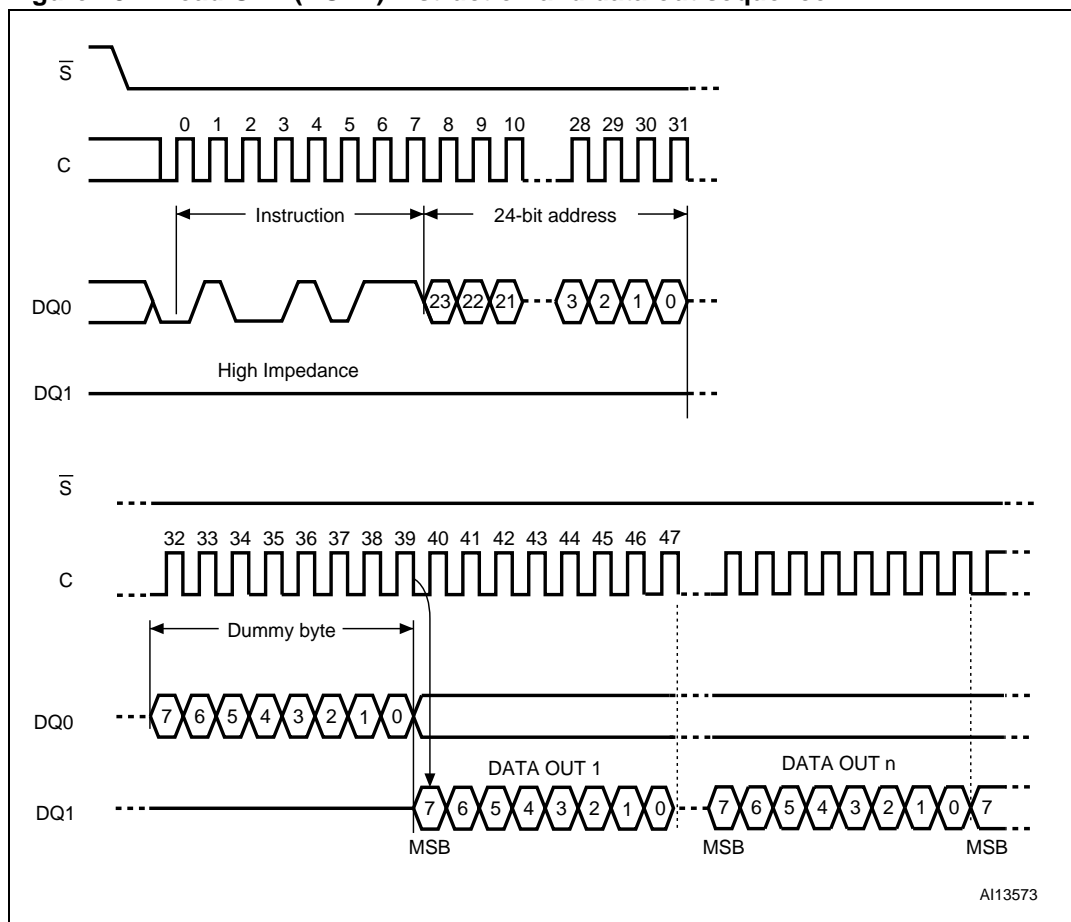 S
0 1 2 3 4 5 6 7 8 9 10 28 29 30 31
C
Instruction 24-bit address
DQ0 23 22 21 3 2 1 0
High Impedance
DQ1
S
32 33 34 35 36 37 38 39 40 41 42 43 44 45 46 47
C
Dummy byte
DQ0 7 6 5 4 3 2 1 0
DATA OUT 1 DATA OUT n
DQ1 7 6 5 4 3 2 1 0 7 6 5 4 3 2 1 0 7
MSB MSB MSB
AI13573